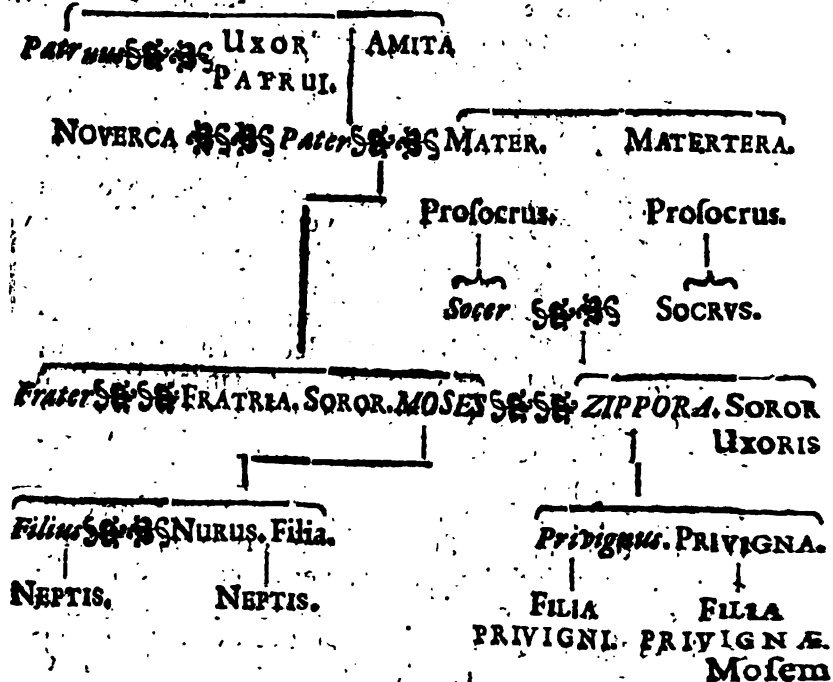 Patruus UXOR AMITA
PATRUI.
NOVERCA Pater MATER. MATERTERA.
Proſocrus. Proſocrus.
Socer SOCRVS.
Frater FRATRIA. SOROR. MOSES ZIPPORA. SOROR
UXORIS
Filius NURUS. Filia. Privignus. PRIVIGNA.
NEPTIS. NEPTIS. FILIA FILIA
PRIVIGNI. PRIVIGNÆ.
Moſem